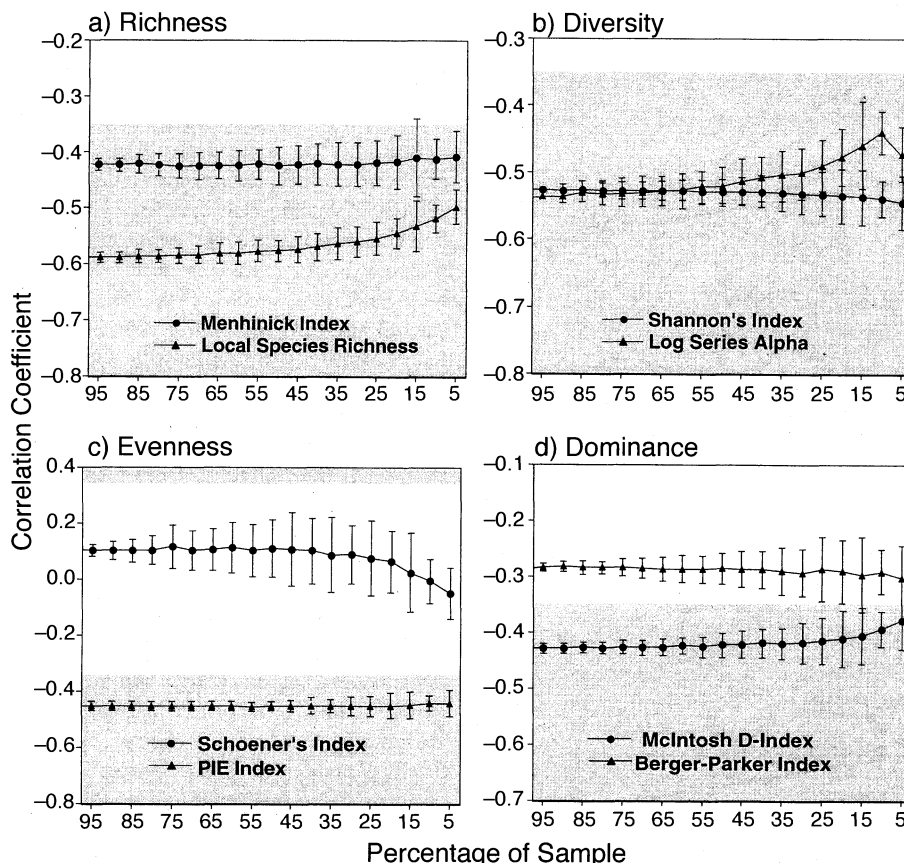 a) Richness
−0.2
−0.3
−0.4
−0.5
−0.6
−0.7
−0.8
Menhinick Index
Local Species Richness
95 85 75 65 55 45 35 25 15 5
b) Diversity
−0.3
−0.4
−0.5
−0.6
−0.7
−0.8
Shannon's Index
Log Series Alpha
95 85 75 65 55 45 35 25 15 5
Correlation Coefficient
c) Evenness
0.4
0.2
0.0
−0.2
−0.4
−0.6
−0.8
Schoener's Index
PIE Index
95 85 75 65 55 45 35 25 15 5
d) Dominance
−0.1
−0.2
−0.3
−0.4
−0.5
−0.6
−0.7
McIntosh D-Index
Berger-Parker Index
95 85 75 65 55 45 35 25 15 5
Percentage of Sample